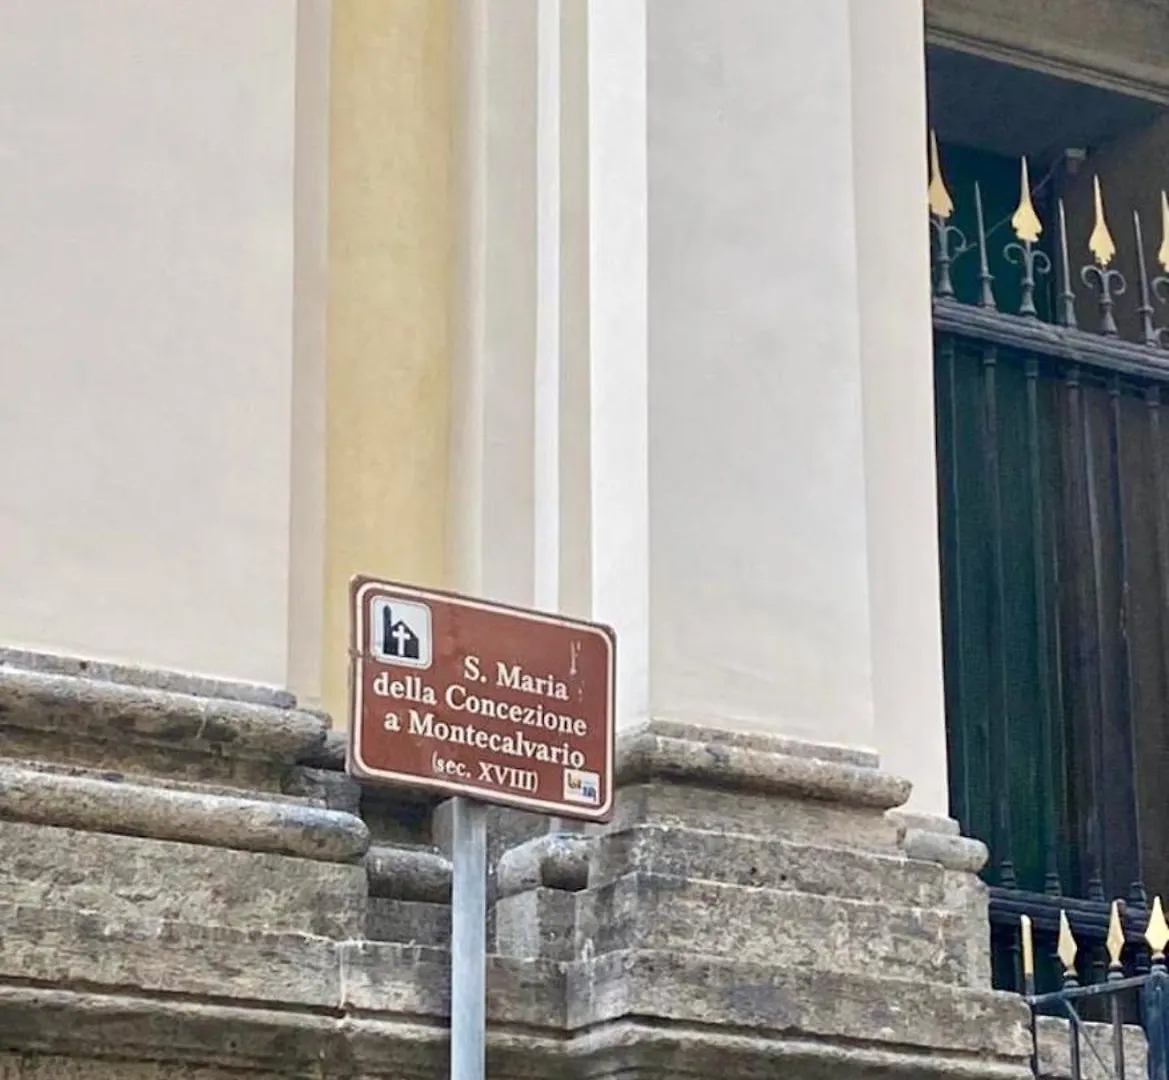 S. Maria
della Concezione
a Montecalvario
(sec. XVIII)